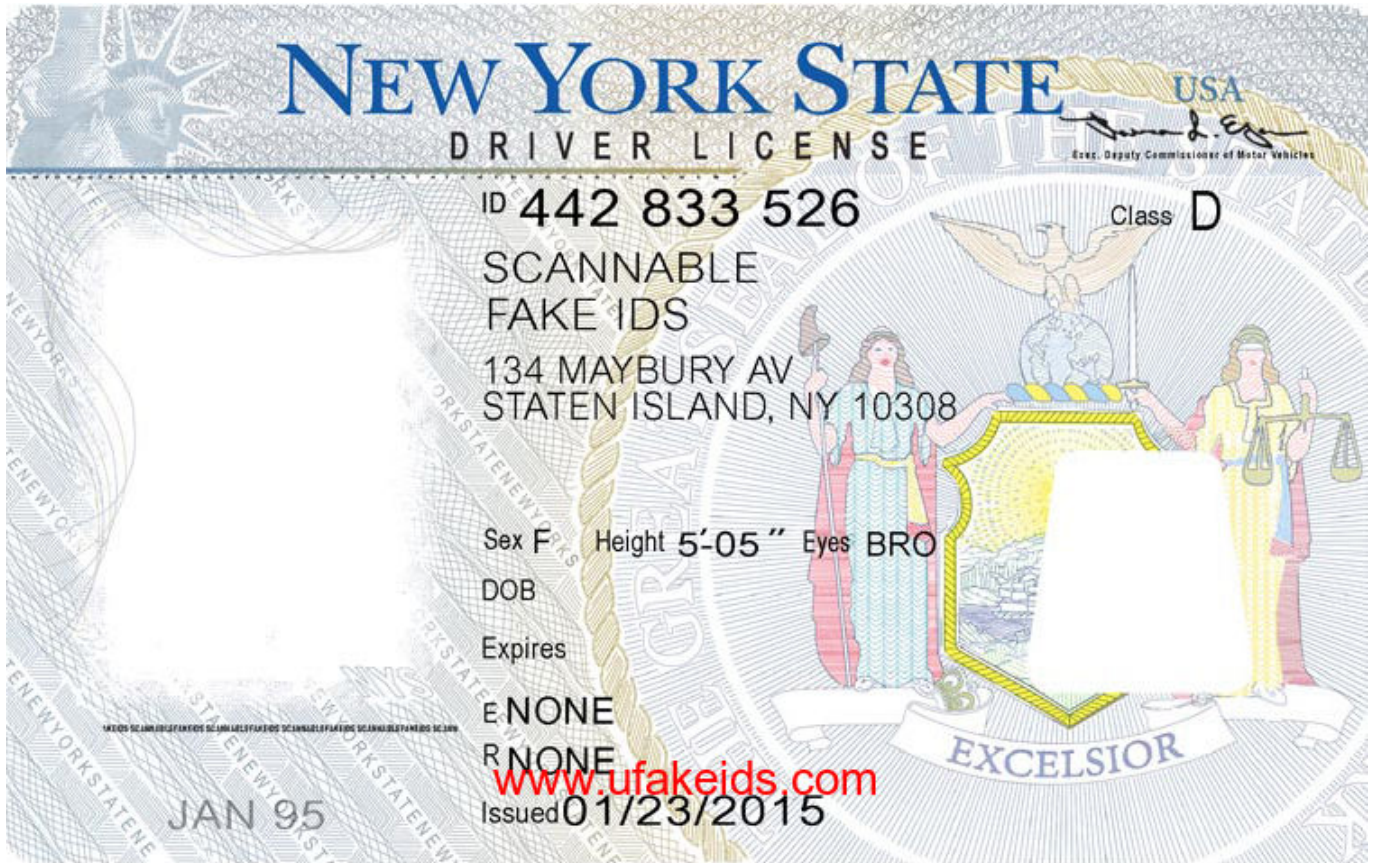 NEW YORK STATE
USA
DRIVER LICENSE
Exec. Deputy Commissioner of Motor Vehicles
ID 442 833 526
Class D
SCANNABLE
FAKE IDS
134 MAYBURY AV
STATEN ISLAND, NY 10308
Sex F Height 5'-05" Eyes BRO
DOB
Expires
E NONE
R NONE
www.ufakeids.com
Issued 01/23/2015
JAN 95
EXCELSIOR